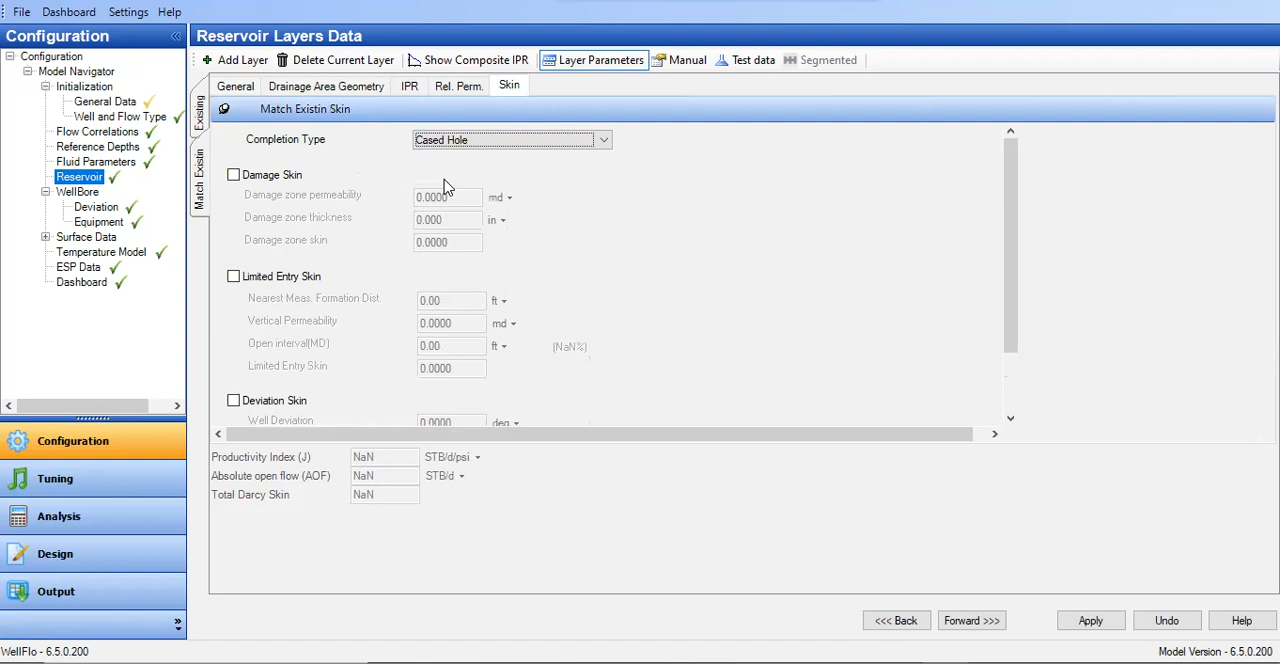 File Dashboard Settings Help
Configuration «
Configuration
Model Navigator
Initialization
General Data
Well and Flow Type
Flow Correlations
Reference Depths
Fluid Parameters
Reservoir
WellBore
Deviation
Equipment
Surface Data
Temperature Model
ESP Data
Dashboard
Configuration
Tuning
Analysis
Design
Output
»
Reservoir Layers Data
Add Layer Delete Current Layer Show Composite IPR Layer Parameters Manual Test data Segmented
General Drainage Area Geometry IPR Rel. Perm. Skin
Existing
Match Existin
Match Existin Skin
Completion Type Cased Hole
Damage Skin
Damage zone permeability 0.0000 md
Damage zone thickness 0.000 in
Damage zone skin 0.0000
Limited Entry Skin
Nearest Meas. Formation Dist. 0.00 ft
Vertical Permeability 0.0000 md
Open interval(MD) 0.00 ft (NaN%)
Limited Entry Skin 0.0000
Deviation Skin
Well Deviation 0.0000 deg
Productivity Index (J) NaN STB/d/psi
Absolute open flow (AOF) NaN STB/d
Total Darcy Skin NaN
<<< Back Forward >>> Apply Undo Help
WellFlo - 6.5.0.200 Model Version - 6.5.0.200